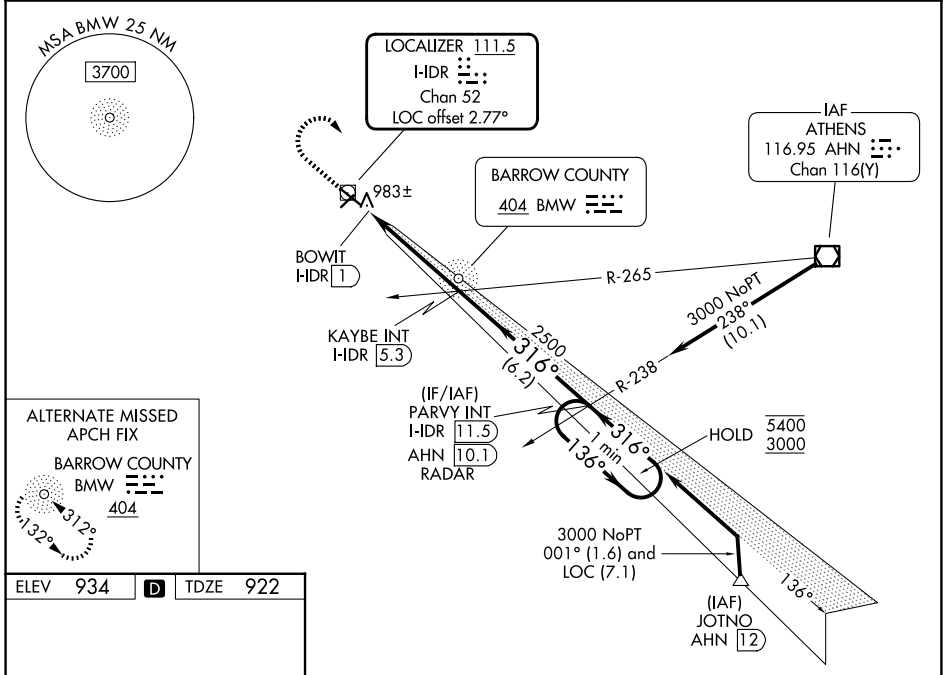 MSA BMW 25 NM
3700
LOCALIZER 111.5
I-IDR
Chan 52
LOC offset 2.77°
IAF
ATHENS
116.95 AHN
Chan 116(Y)
BARROW COUNTY
404 BMW
983±
BOWIT
I-IDR 1
R-265
3000 NoPT
238°
(10.1)
KAYBE INT
I-IDR 5.3
2500
316°
(6.2)
R-238
(IF/IAF)
PARVY INT
I-IDR 11.5
AHN 10.1
RADAR
316°
1 min
136°
HOLD
5400
3000
3000 NoPT
001° (1.6) and
LOC (7.1)
136°
(IAF)
JOTNO
AHN 12
ALTERNATE MISSED
APCH FIX
BARROW COUNTY
BMW
404
312°
132°
ELEV 934 D TDZE 922